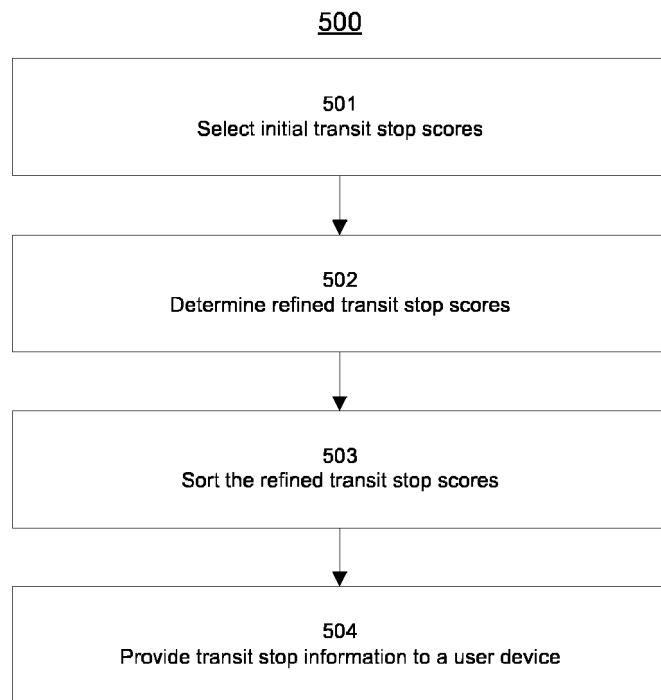 500
501
Select initial transit stop scores
502
Determine refined transit stop scores
503
Sort the refined transit stop scores
504
Provide transit stop information to a user device